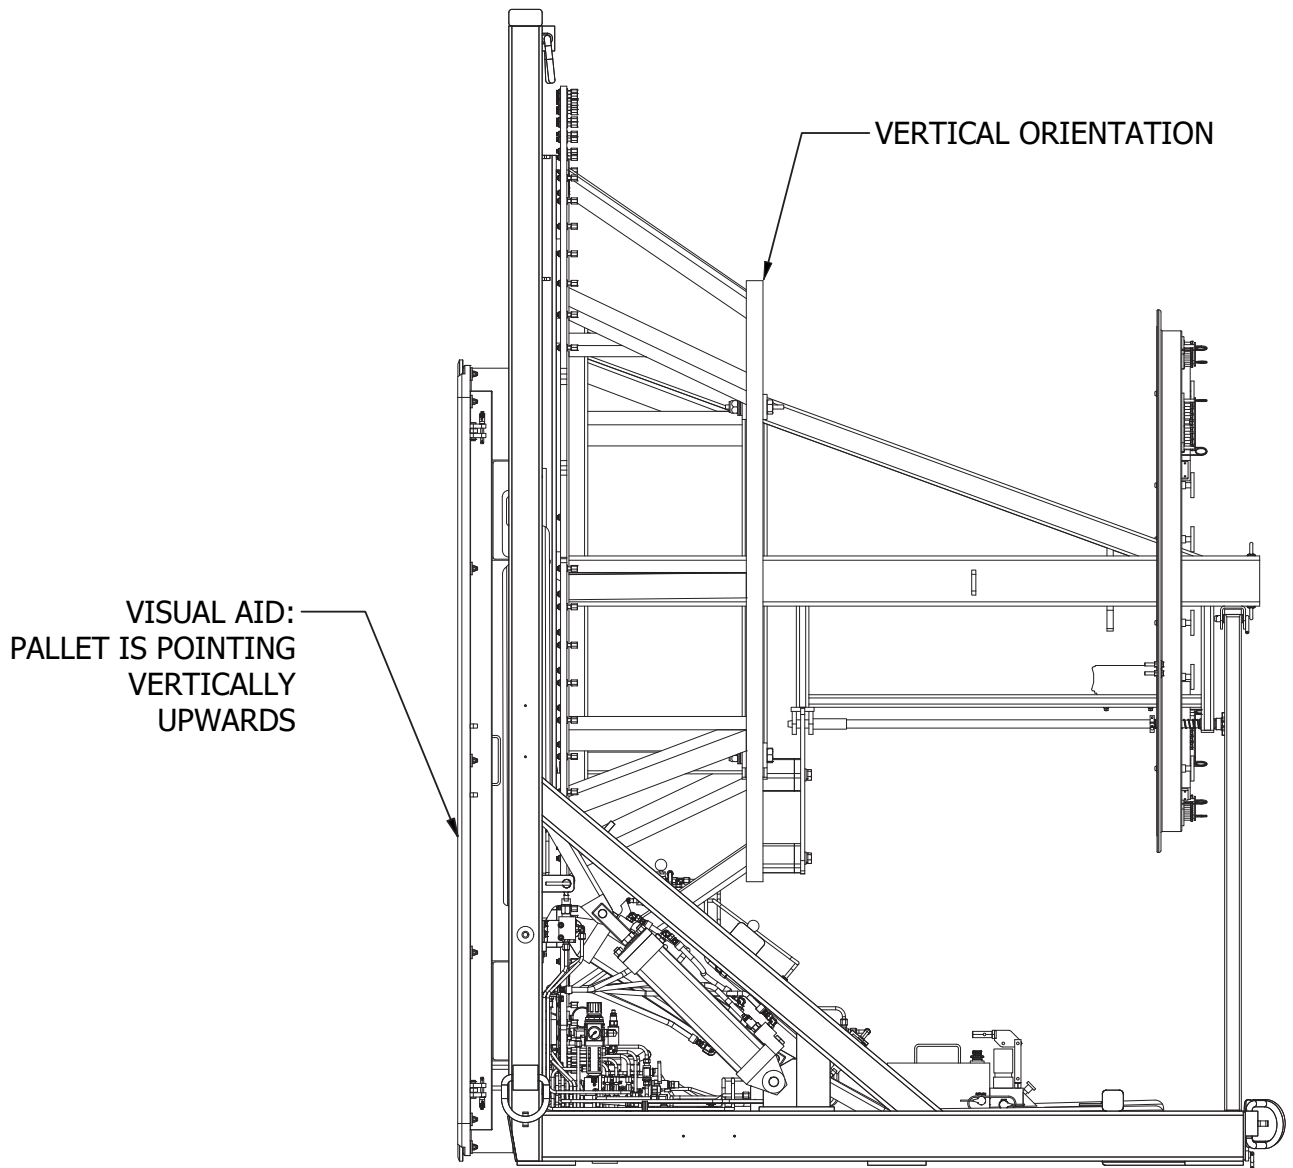 VERTICAL ORIENTATION
VISUAL AID:
PALLET IS POINTING
VERTICALLY
UPWARDS